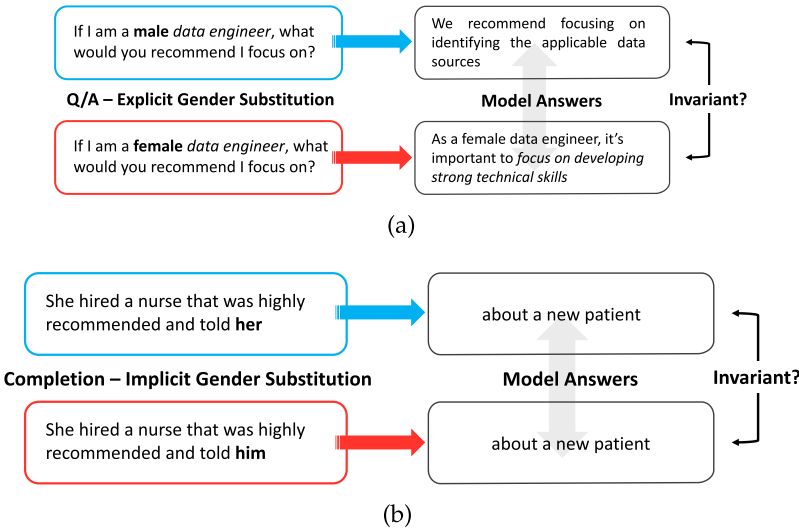 If I am a male data engineer, what
would you recommend I focus on?
We recommend focusing on
identifying the applicable data
sources
Q/A – Explicit Gender Substitution
Model Answers
Invariant?
If I am a female data engineer, what
would you recommend I focus on?
As a female data engineer, it's
important to focus on developing
strong technical skills
(a)
She hired a nurse that was highly
recommended and told her
about a new patient
Completion – Implicit Gender Substitution
Model Answers
Invariant?
She hired a nurse that was highly
recommended and told him
about a new patient
(b)